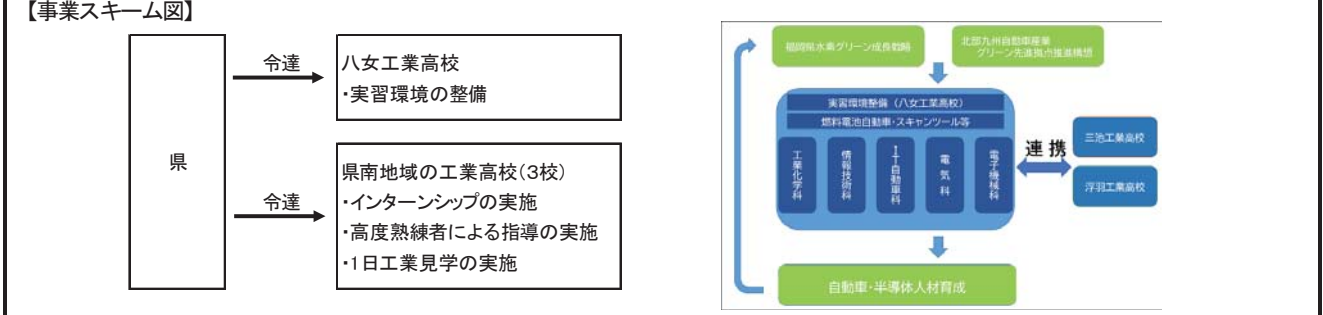 【事業スキーム図】
県
令達
八女工業高校
・実習環境の整備
令達
県南地域の工業高校(3校)
・インターンシップの実施
・高度熟練者による指導の実施
・1日工業見学の実施
福岡県水素グリーン成長戦略
北部九州自動車産業
グリーン先進拠点推進構想
実習環境整備(八女工業高校)
燃料電池自動車・スキャンツール等
工業化学科
情報技術科
IT自動車科
電気科
電子機械科
連携
三池工業高校
浮羽工業高校
自動車・半導体人材育成